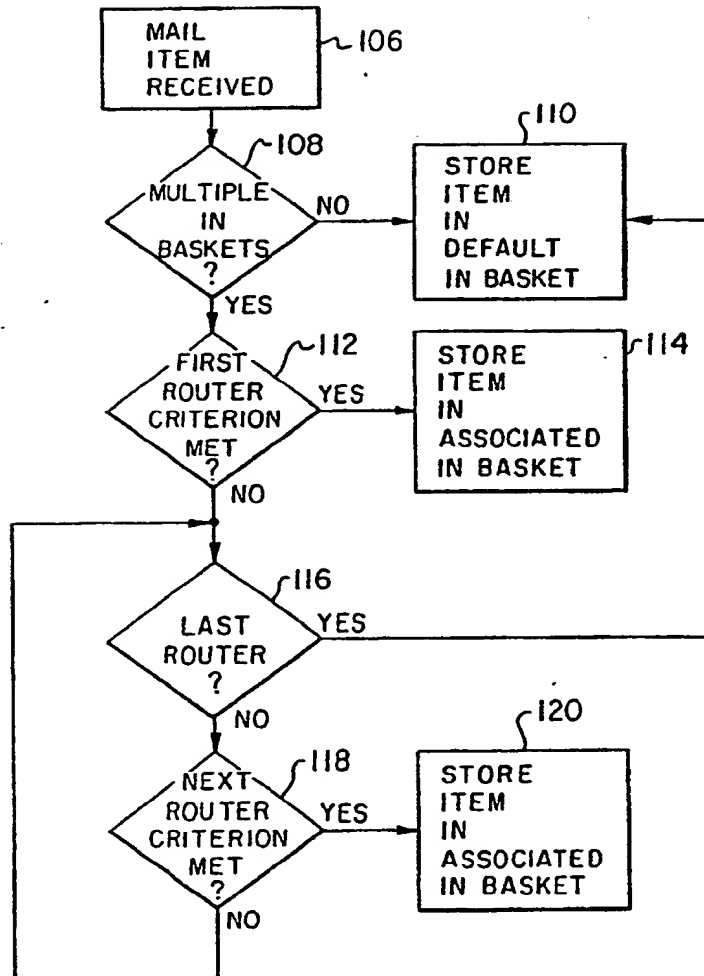 MAIL
ITEM
RECEIVED
106
108
MULTIPLE
IN
BASKETS
?
NO
YES
110
STORE
ITEM
IN
DEFAULT
IN BASKET
112
FIRST
ROUTER
CRITERION
MET
?
YES
NO
114
STORE
ITEM
IN
ASSOCIATED
IN BASKET
116
LAST
ROUTER
?
YES
NO
118
NEXT
ROUTER
CRITERION
MET
?
YES
NO
120
STORE
ITEM
IN
ASSOCIATED
IN BASKET